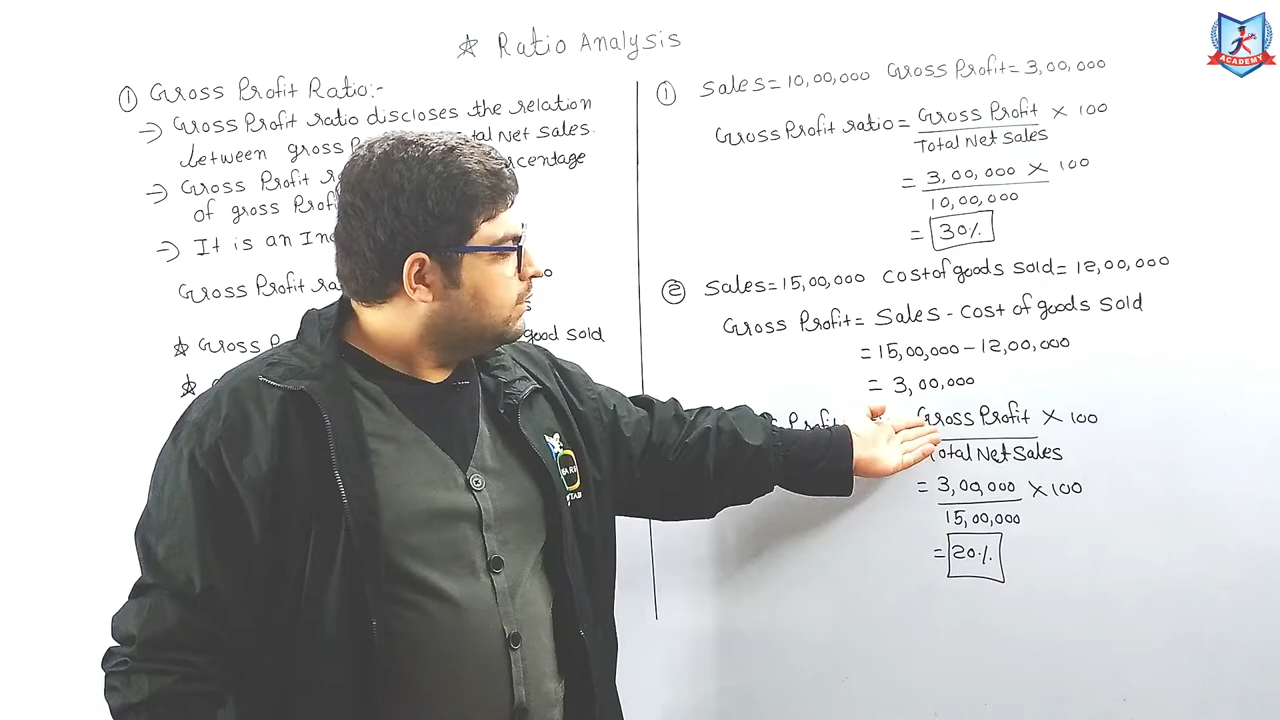 ☆ Ratio Analysis
① Gross Profit Ratio:-
→ Gross Profit ratio discloses the relation
between gross total Net sales.
→ Gross Profit percentage
of gross Profit
→ It is an
Gross Profit
☆ Gross good sold
☆
① Sales = 10,00,000 Gross Profit = 3,00,000
Gross Profit ratio = Gross Profit × 100
Total Net Sales
= 3,00,000 × 100
10,00,000
= 30%
② Sales = 15,00,000 cost of goods sold = 12,00,000
Gross Profit = Sales - cost of goods sold
= 15,00,000 - 12,00,000
= 3,00,000
Profit Gross Profit × 100
Total Net Sales
= 3,00,000 × 100
15,00,000
= 20%
ACADEMY